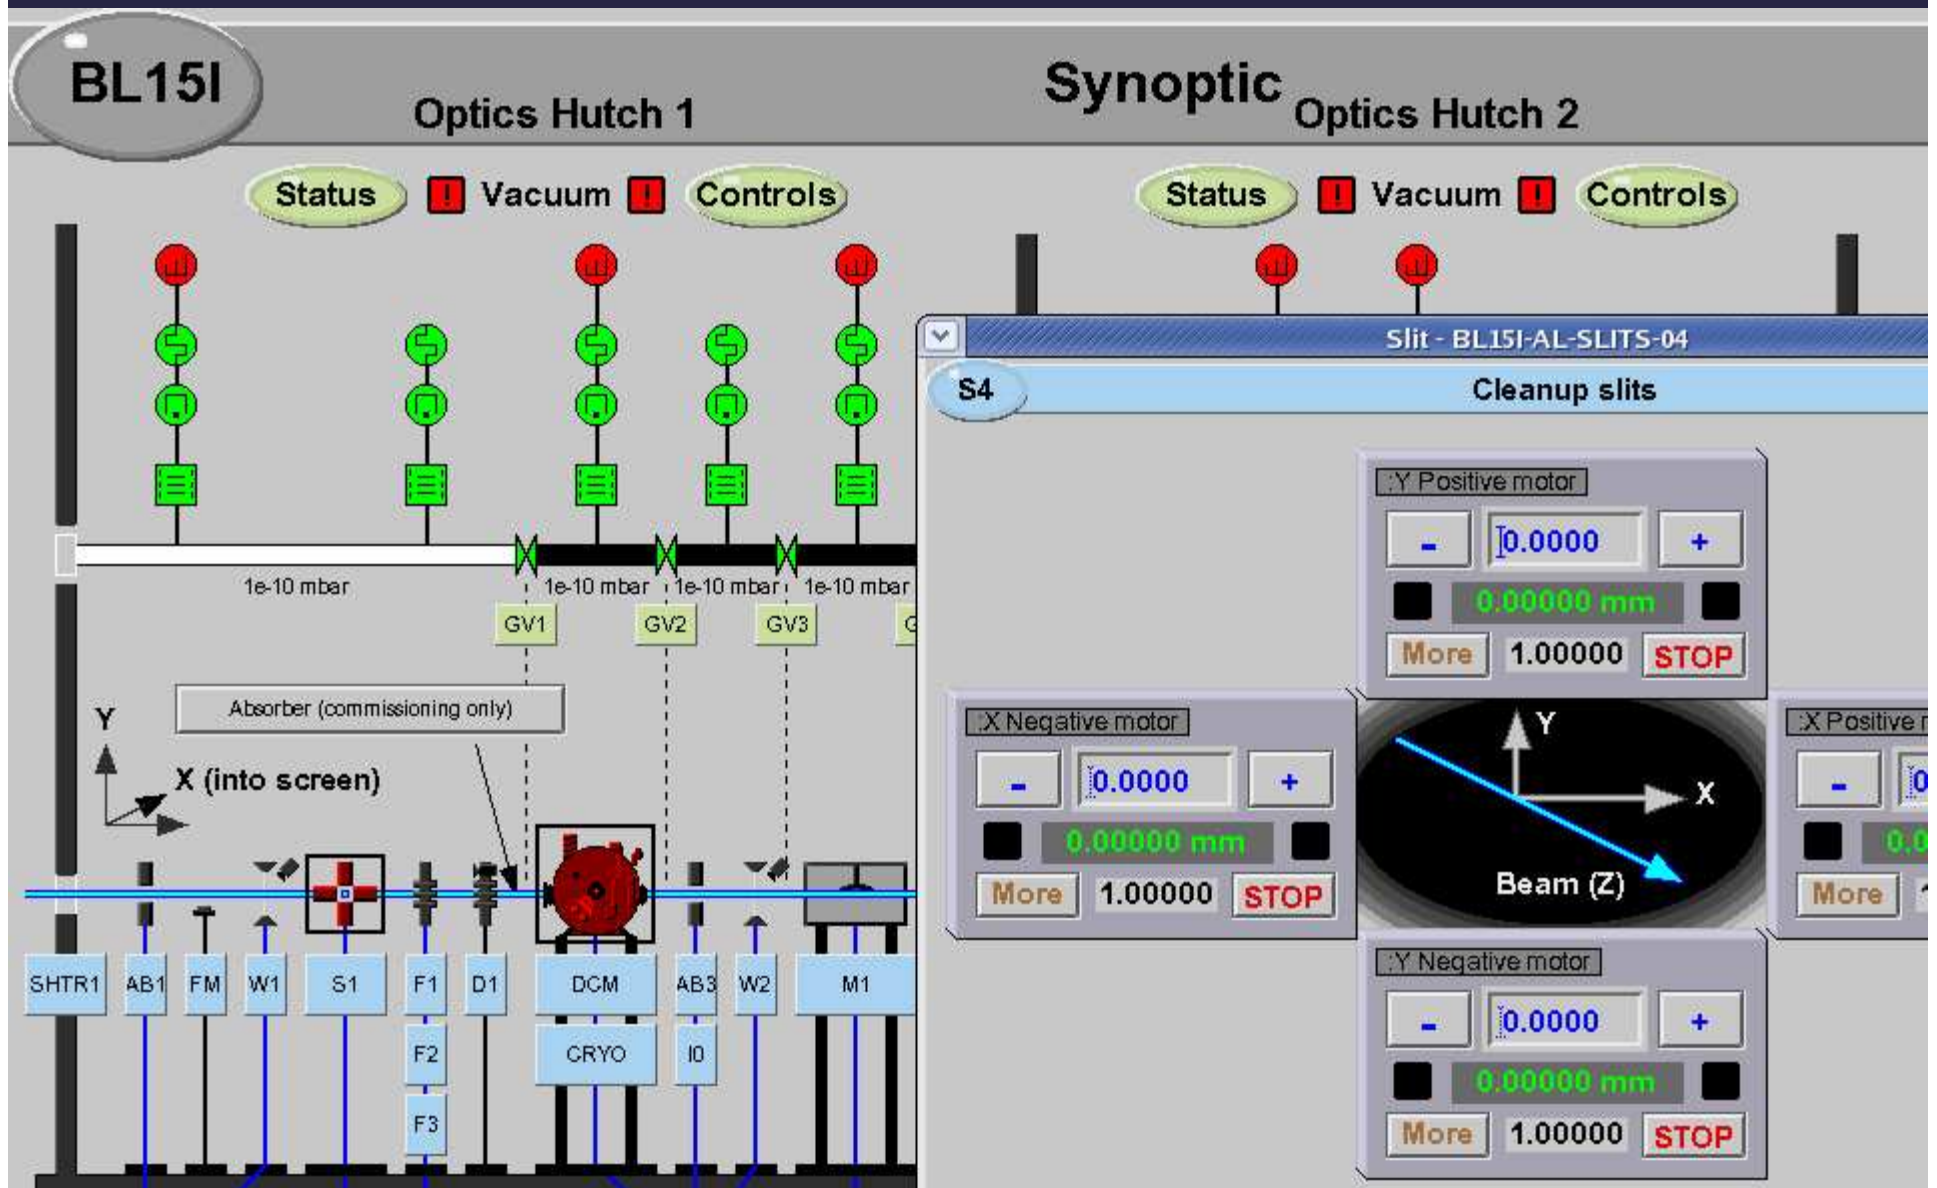 BL15I
Synoptic
Optics Hutch 1
Optics Hutch 2
Status ! Vacuum ! Controls
Status ! Vacuum ! Controls
1e-10 mbar
1e-10 mbar
1e-10 mbar
1e-10 mbar
GV1
GV2
GV3
Absorber (commissioning only)
Y
X (into screen)
SHTR1
AB1
FM
W1
S1
F1
D1
DCM
AB3
W2
M1
F2
CRYO
I0
F3
Slit - BL15I-AL-SLITS-04
S4
Cleanup slits
:Y Positive motor
- 0.0000 +
0.00000 mm
More 1.00000 STOP
:X Negative motor
- 0.0000 +
0.00000 mm
More 1.00000 STOP
Y
X
Beam (Z)
:X Positive
-
More
:Y Negative motor
- 0.0000 +
0.00000 mm
More 1.00000 STOP